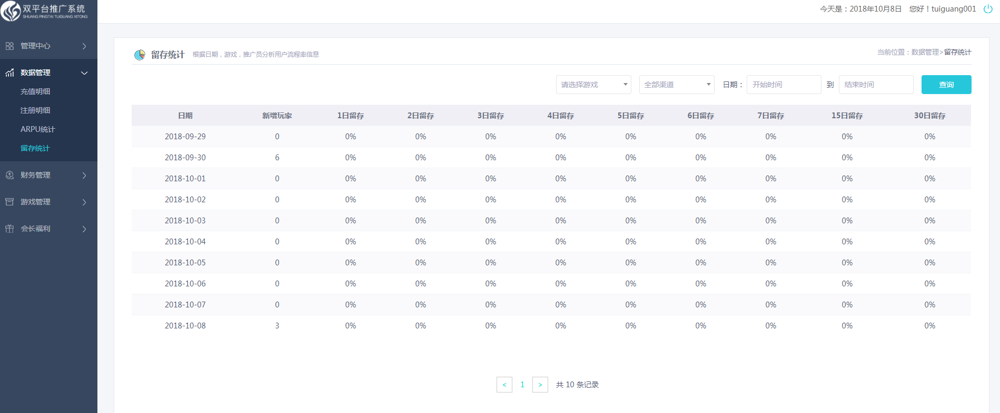 双平台推广系统
SHUANG PINGTAI TUIGUANG XITONG
今天是：2018年10月8日 您好！tuiguang001
管理中心
数据管理
充值明细
注册明细
ARPU统计
留存统计
财务管理
游戏管理
会长福利
留存统计 根据日期，游戏，推广员分析用户流程率信息
当前位置：数据管理>留存统计
请选择游戏 全部渠道 日期： 开始时间 到 结束时间 查询
日期 新增玩家 1日留存 2日留存 3日留存 4日留存 5日留存 6日留存 7日留存 15日留存 30日留存
2018-09-29 0 0% 0% 0% 0% 0% 0% 0% 0% 0%
2018-09-30 6 0% 0% 0% 0% 0% 0% 0% 0% 0%
2018-10-01 0 0% 0% 0% 0% 0% 0% 0% 0% 0%
2018-10-02 0 0% 0% 0% 0% 0% 0% 0% 0% 0%
2018-10-03 0 0% 0% 0% 0% 0% 0% 0% 0% 0%
2018-10-04 0 0% 0% 0% 0% 0% 0% 0% 0% 0%
2018-10-05 0 0% 0% 0% 0% 0% 0% 0% 0% 0%
2018-10-06 0 0% 0% 0% 0% 0% 0% 0% 0% 0%
2018-10-07 0 0% 0% 0% 0% 0% 0% 0% 0% 0%
2018-10-08 3 0% 0% 0% 0% 0% 0% 0% 0% 0%
< 1 > 共 10 条记录